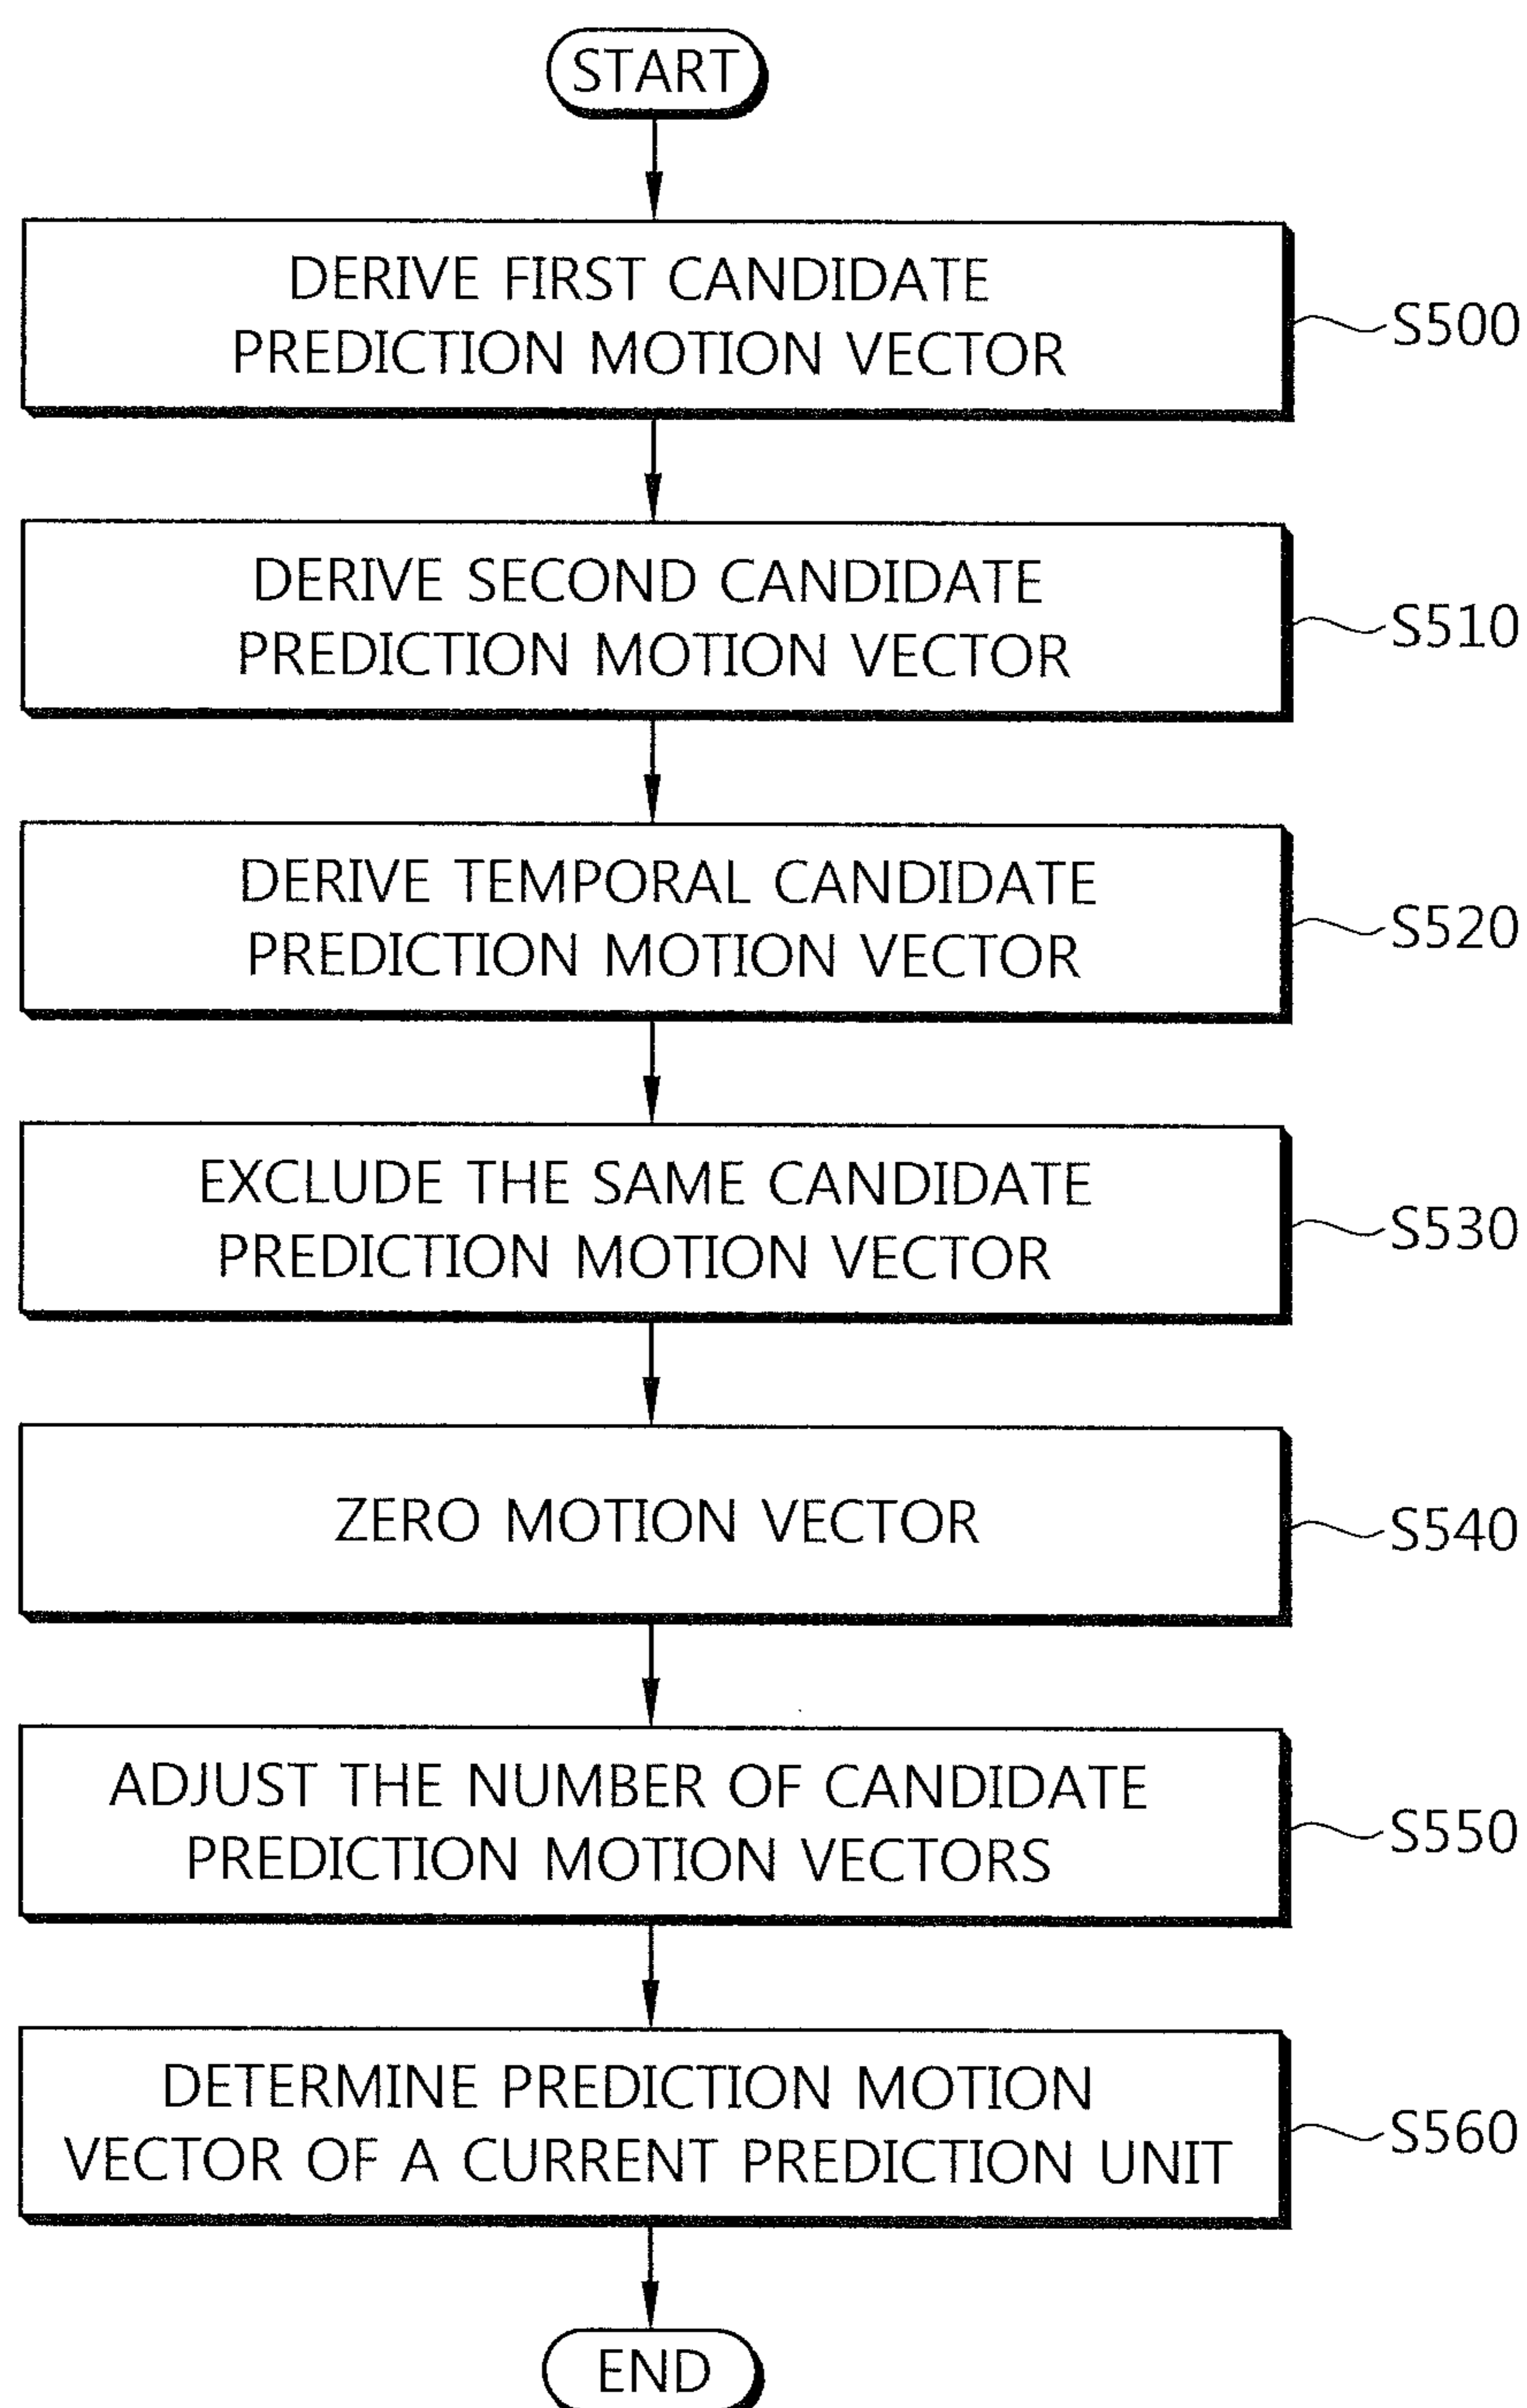 START
DERIVE FIRST CANDIDATE
PREDICTION MOTION VECTOR
S500
DERIVE SECOND CANDIDATE
PREDICTION MOTION VECTOR
S510
DERIVE TEMPORAL CANDIDATE
PREDICTION MOTION VECTOR
S520
EXCLUDE THE SAME CANDIDATE
PREDICTION MOTION VECTOR
S530
ZERO MOTION VECTOR
S540
ADJUST THE NUMBER OF CANDIDATE
PREDICTION MOTION VECTORS
S550
DETERMINE PREDICTION MOTION
VECTOR OF A CURRENT PREDICTION UNIT
S560
END